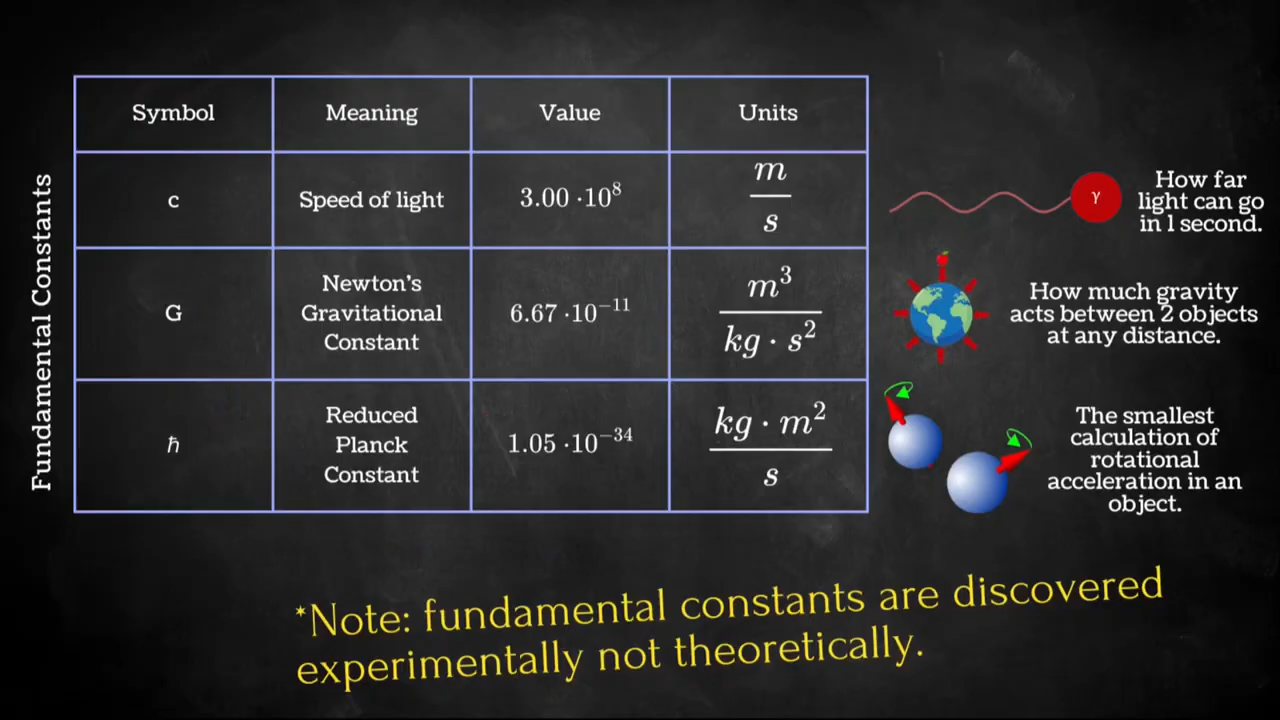 Fundamental Constants
Symbol Meaning Value Units
c Speed of light 3.00 ·10⁸ m/s
γ
How far
light can go
in 1 second.
G
Newton's
Gravitational
Constant
6.67 ·10⁻¹¹
m³/kg · s²
How much gravity
acts between 2 objects
at any distance.
ħ
Reduced
Planck
Constant
1.05 ·10⁻³⁴
kg · m²/s
The smallest
calculation of
rotational
acceleration in an
object.
*Note: fundamental constants are discovered
experimentally not theoretically.